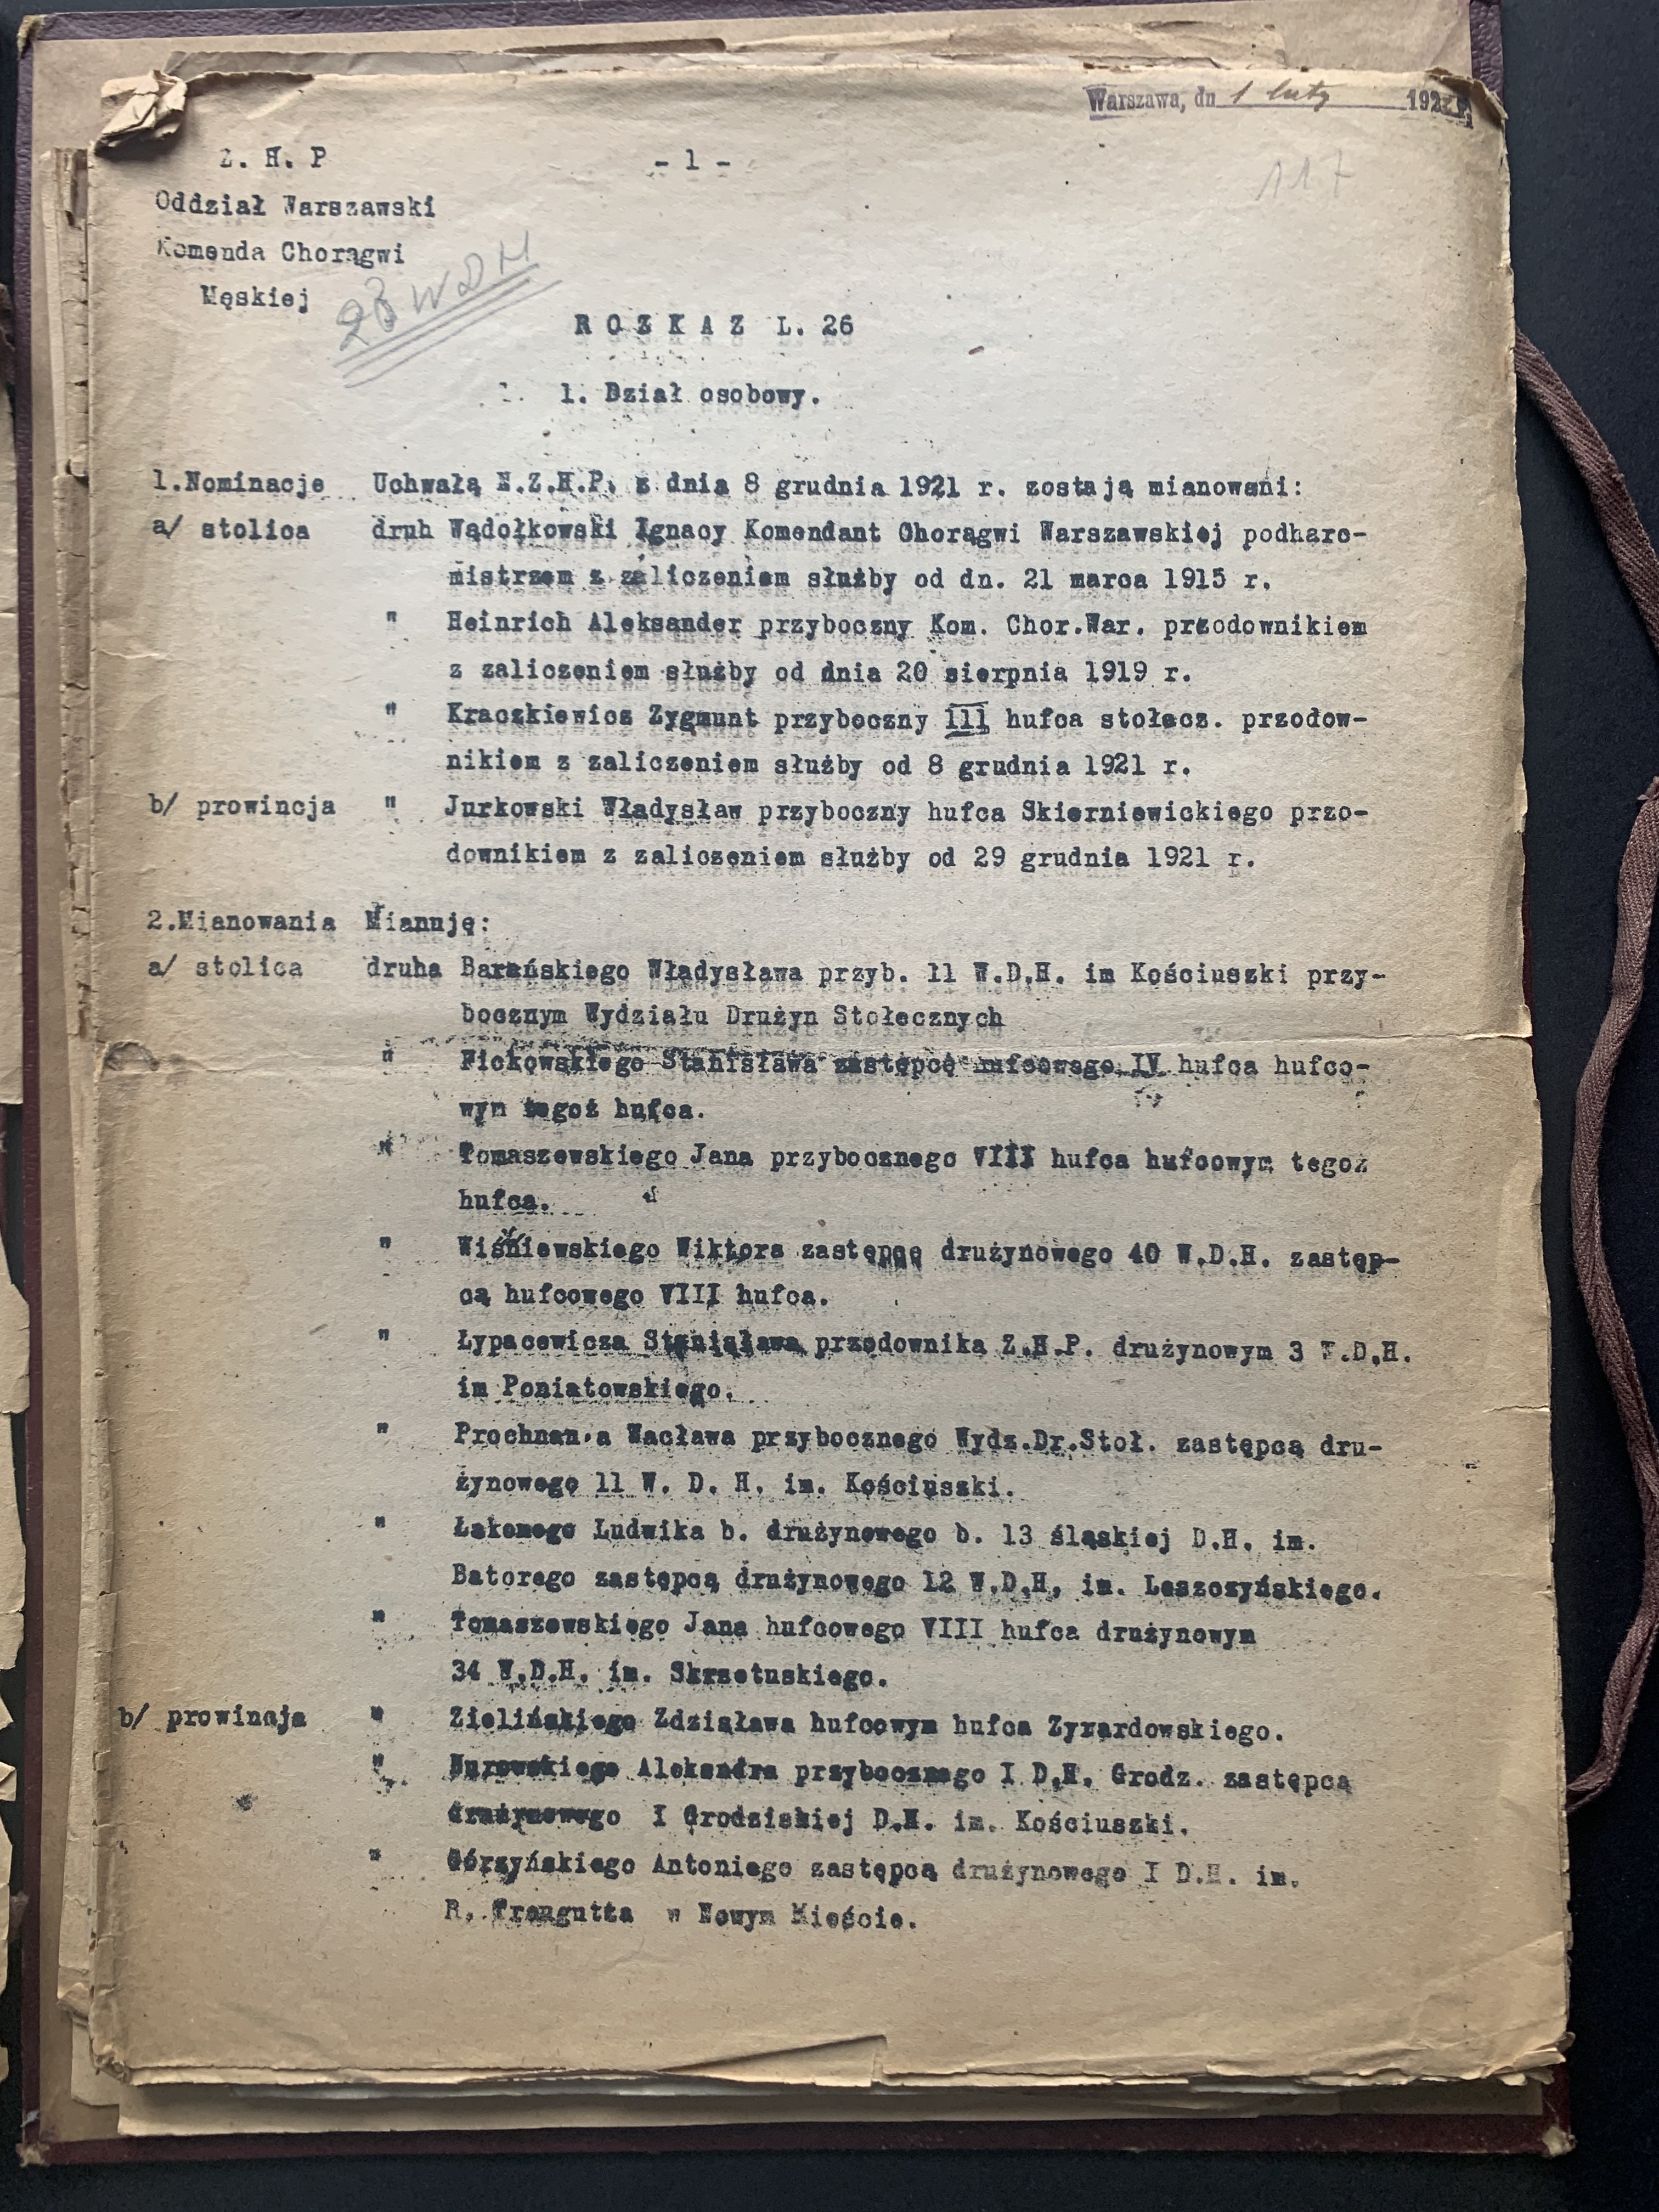 Warszawa, dn 1 luty 192
117
Z. H. P
- 1 -
Oddział Warszawski
Komenda Chorągwi
Męskiej
23 WDH
R O Z K A Z L. 26
1. Dział osobowy.
1.Nominacje Uchwałą N.Z.H.P. z dnia 8 grudnia 1921 r. zostają mianowani:
a/ stolica druh Wądołkowski Ignacy Komendant Chorągwi Warszawskiej podharc-
mistrzem z zaliczeniem służby od dn. 21 marca 1915 r.
" Heinrich Aleksander przyboczny Kom. Chor.War. przodownikiem
z zaliczeniem służby od dnia 20 sierpnia 1919 r.
" Kraczkiewicz Zygmunt przyboczny III hufca stołecz. przodow-
nikiem z zaliczeniem służby od 8 grudnia 1921 r.
b/ prowincja " Jurkowski Władysław przyboczny hufca Skierniewickiego przo-
downikiem z zaliczeniem służby od 29 grudnia 1921 r.
2.Mianowania Mianuję:
a/ stolica druha Barańskiego Władysława przyb. 11 W.D.H. im Kościuszki przy-
bocznym Wydziału Drużyn Stołecznych
" Stanisława zastępcę hufcowego IV hufca hufco-
wym tegoż hufca.
" Tomaszewskiego Jana przybocznego VIII hufca hufcowym tegoż
hufca.
" Wiśniewskiego Wiktora zastępcę drużynowego 40 W.D.H. zastęp-
cą hufcowego VIII hufca.
" Łypacewicza Stanisława przodownika Z.H.P. drużynowym 3 W.D.H.
im Poniatowskiego.
" Prochnan'a Wacława przybocznego Wydz.Dr.Stoł. zastępcą dru-
żynowego 11 W. D. H. im. Kościuszki.
" Łakomego Ludwika b. drużynowego b. 13 śląskiej D.H. im.
Batorego zastępcą drużynowego 12 W.D.H. im. Leszczyńskiego.
" Tomaszewskiego Jana hufcowego VIII hufca drużynowym
34 W.D.H. im. Skrzetuskiego.
b/ prowincja " Zielińskiego Zdzisława hufcowym hufca Zyrardowskiego.
" Aleksandra przybocznego I D.H. Grodz. zastępcą
drużynowego I Grodziskiej D.H. im. Kościuszki.
" Górzyńskiego Antoniego zastępcą drużynowego I D.H. im.
R. Traugutta w Nowym Mieście.